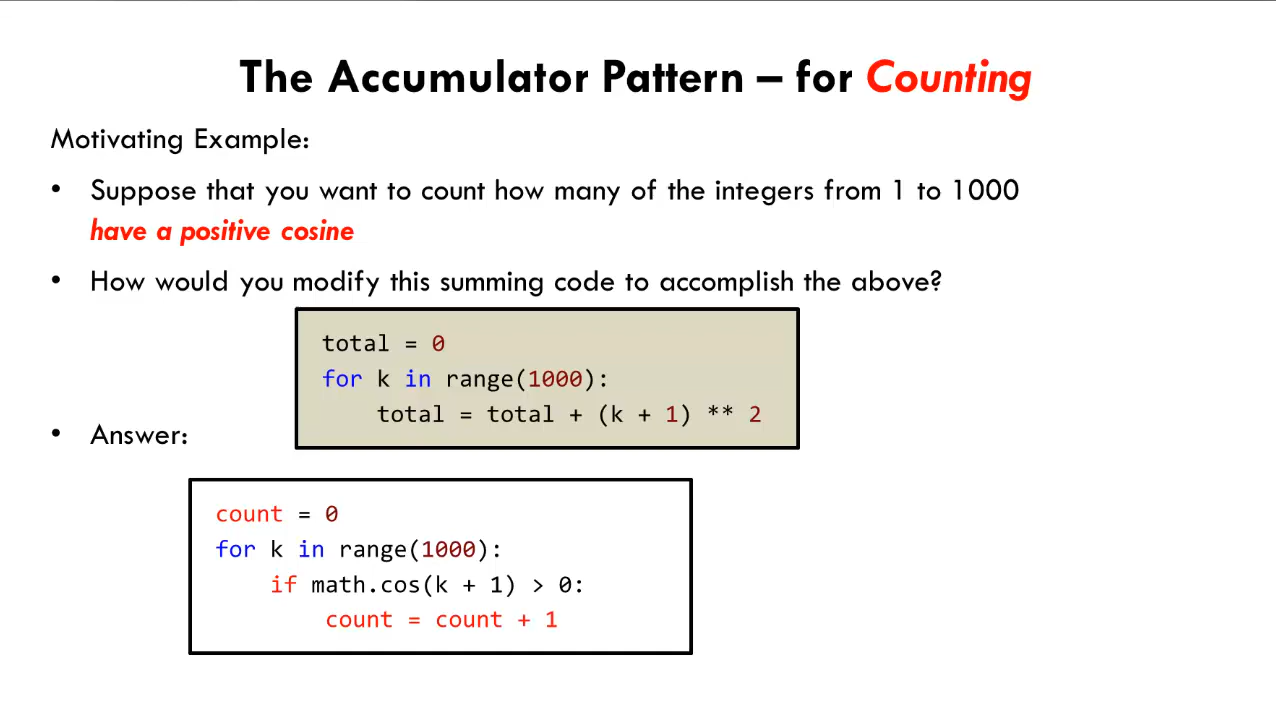 The Accumulator Pattern – for Counting
Motivating Example:
• Suppose that you want to count how many of the integers from 1 to 1000
have a positive cosine
• How would you modify this summing code to accomplish the above?
total = 0
for k in range(1000):
    total = total + (k + 1) ** 2
• Answer:
count = 0
for k in range(1000):
    if math.cos(k + 1) > 0:
        count = count + 1